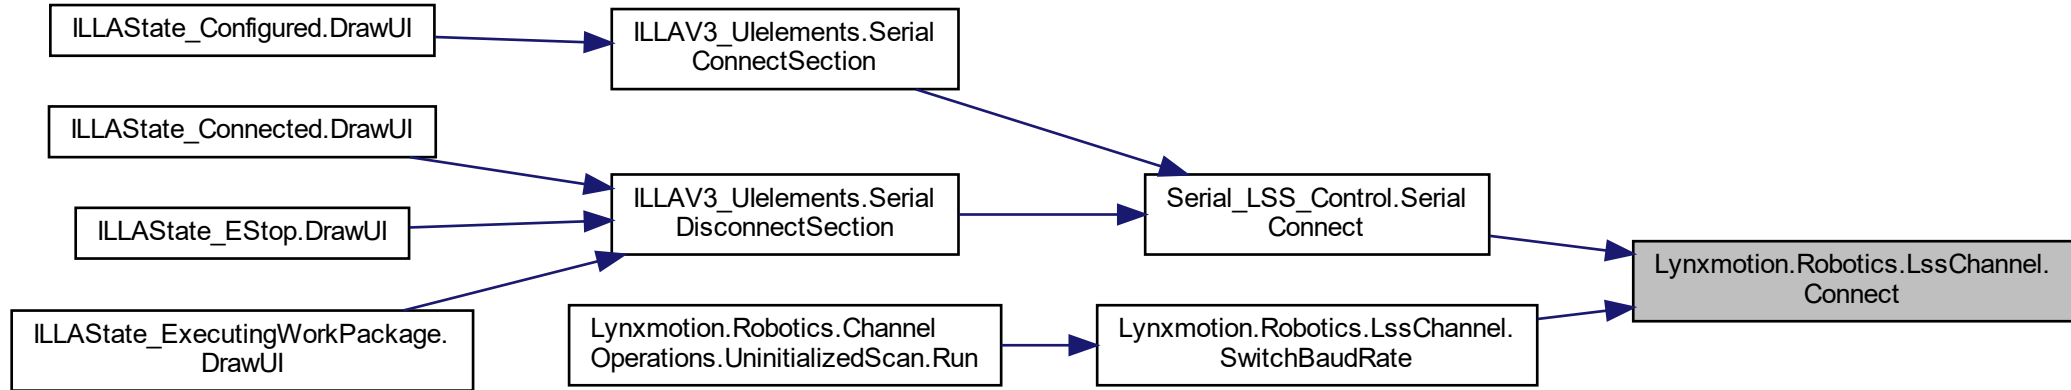 ILLAState_Configured.DrawUI
ILLAV3_UIelements.Serial
ConnectSection
ILLAState_Connected.DrawUI
ILLAState_EStop.DrawUI
ILLAV3_UIelements.Serial
DisconnectSection
Serial_LSS_Control.Serial
Connect
Lynxmotion.Robotics.LssChannel.
Connect
ILLAState_ExecutingWorkPackage.
DrawUI
Lynxmotion.Robotics.Channel
Operations.UninitializedScan.Run
Lynxmotion.Robotics.LssChannel.
SwitchBaudRate